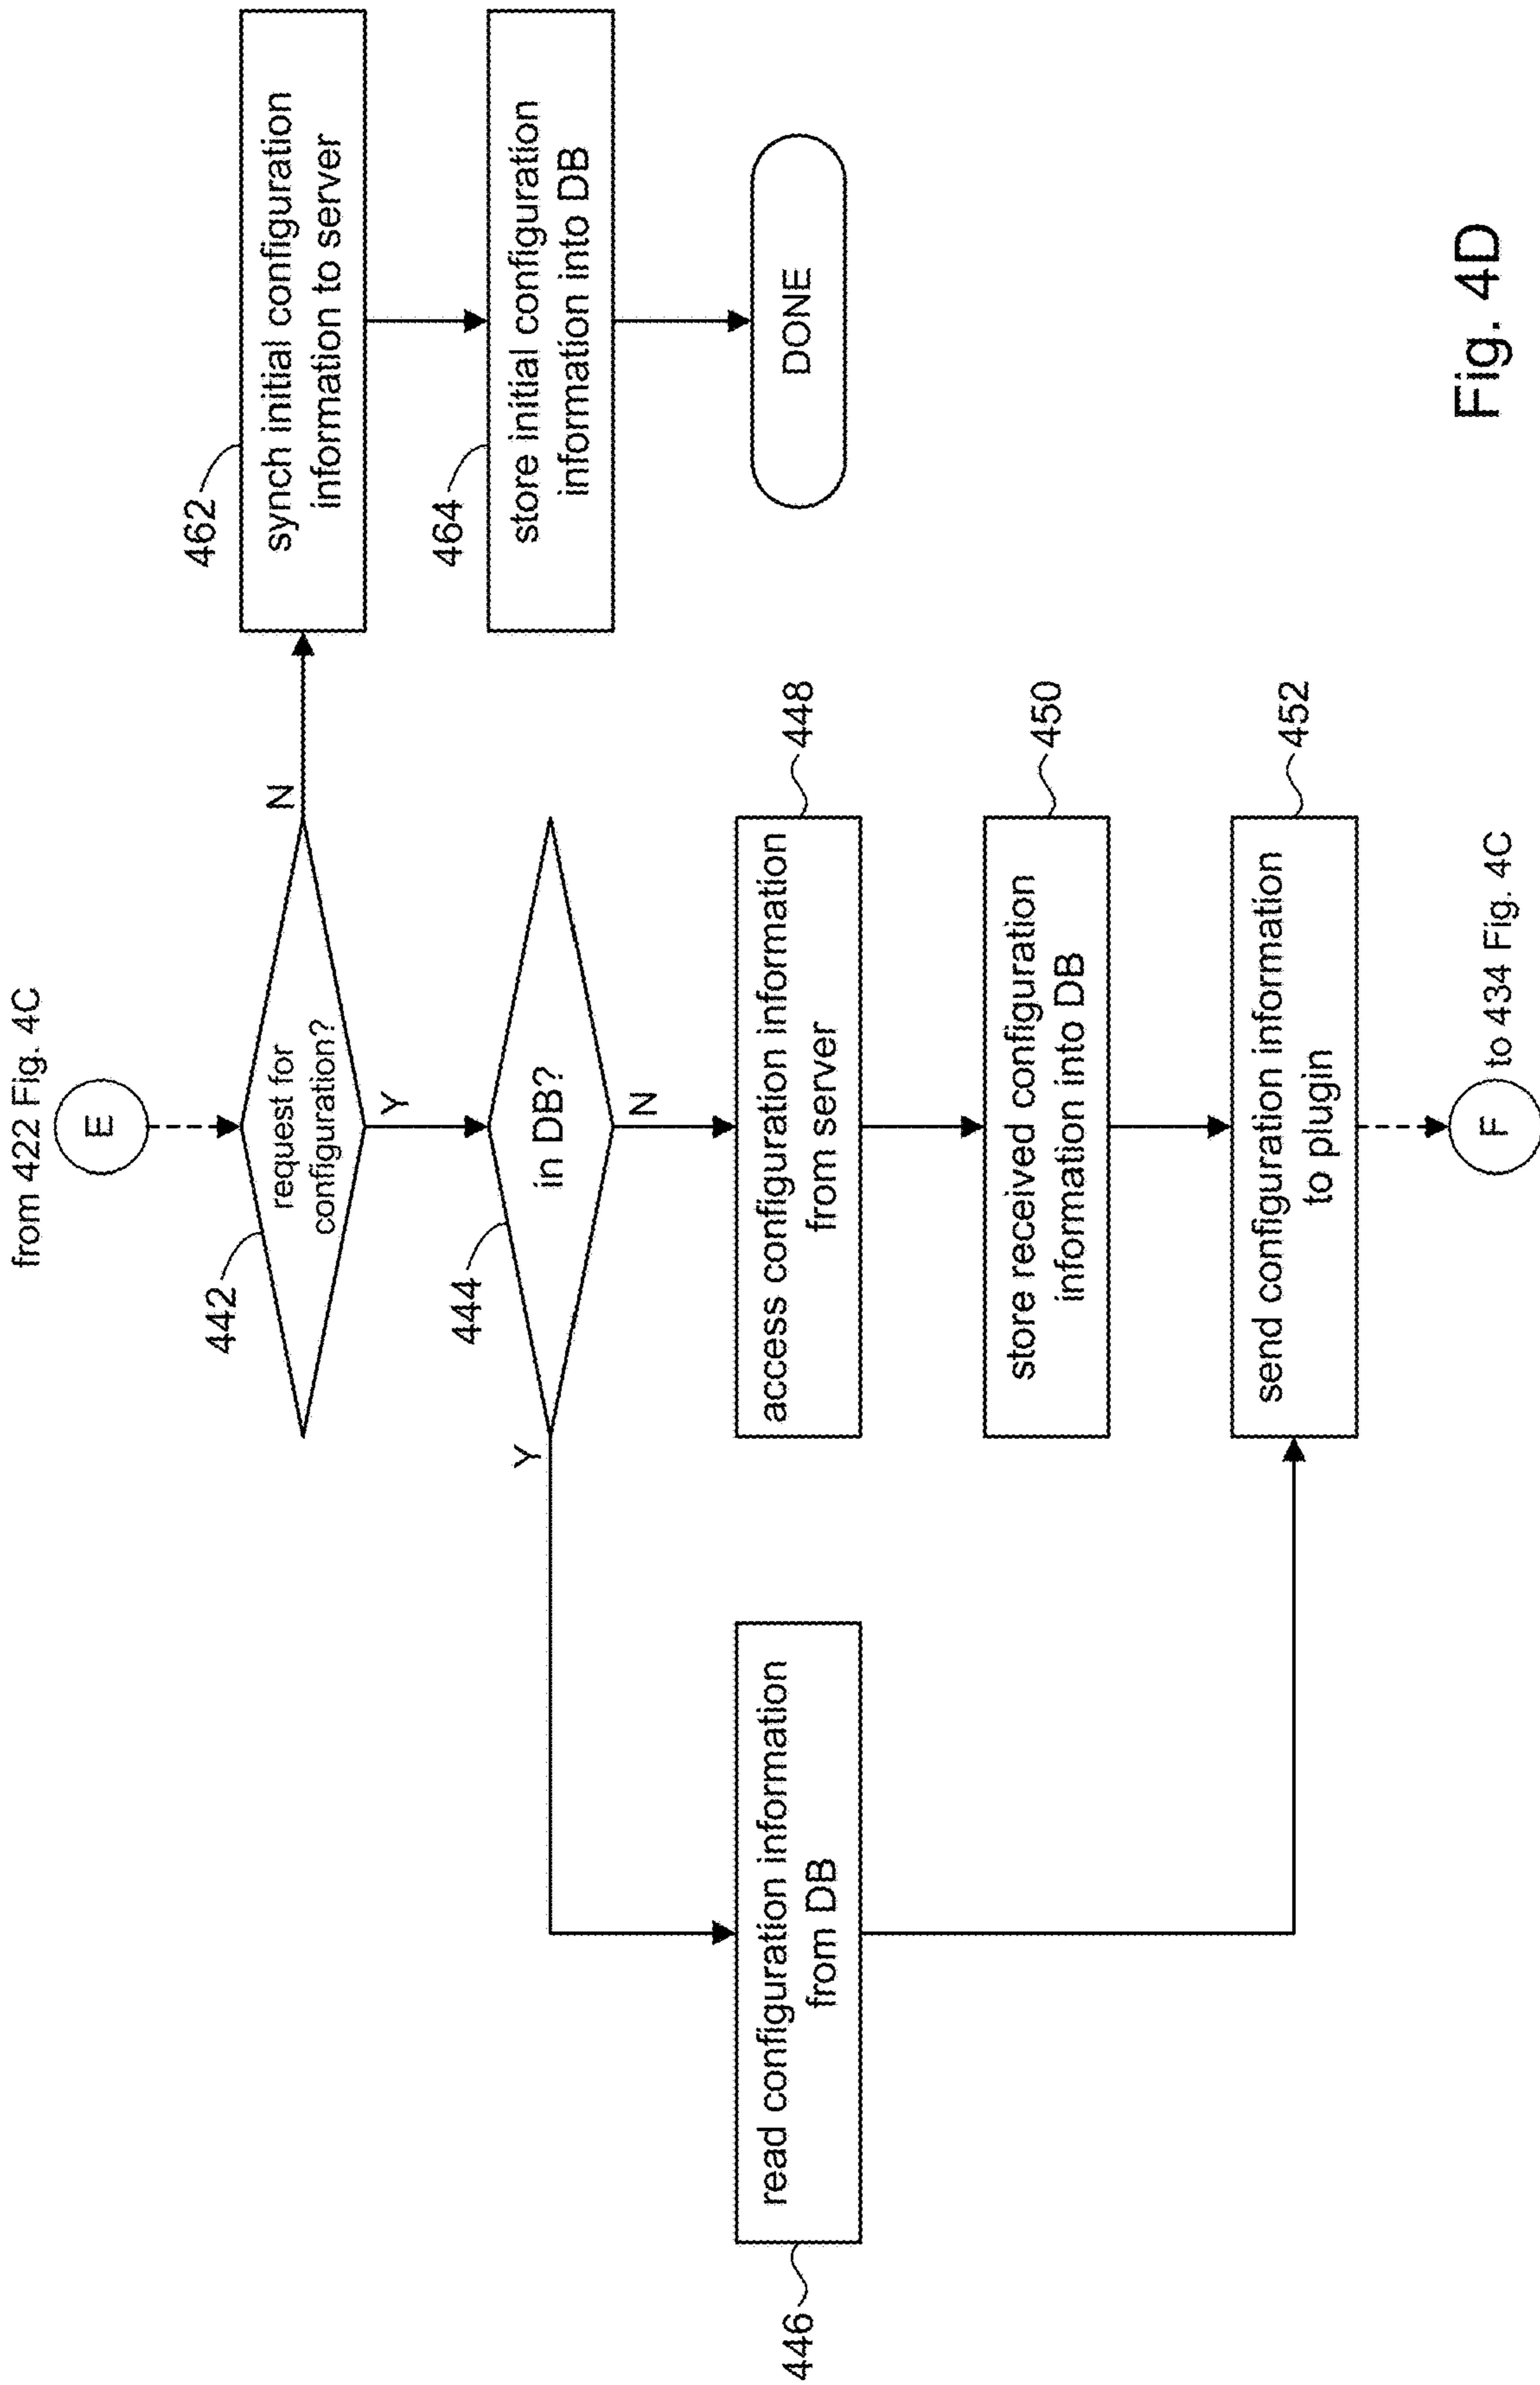 from 422 Fig. 4C
E
442
request for
configuration?
N
Y
462
synch initial configuration
information to server
444
in DB?
Y
N
464
store initial configuration
information into DB
446
read configuration information
from DB
access configuration information
from server
448
DONE
store received configuration
information into DB
450
send configuration information
to plugin
452
F
to 434 Fig. 4C
Fig. 4D